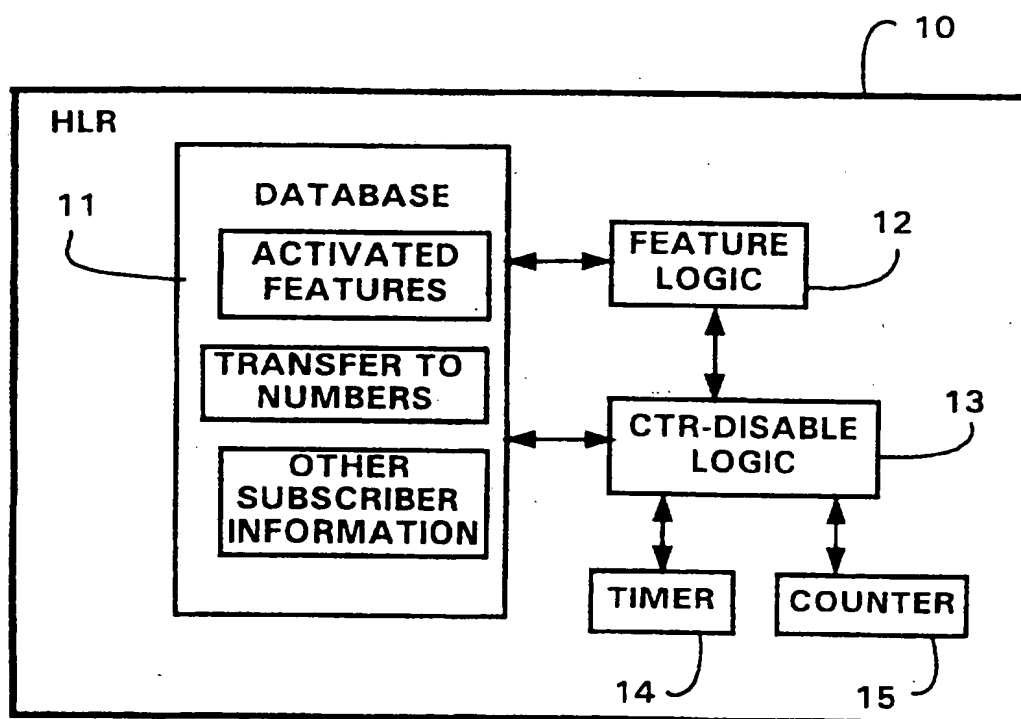 10
HLR
11
DATABASE
ACTIVATED
FEATURES
TRANSFER TO
NUMBERS
OTHER
SUBSCRIBER
INFORMATION
12
FEATURE
LOGIC
13
CTR-DISABLE
LOGIC
TIMER
COUNTER
14
15